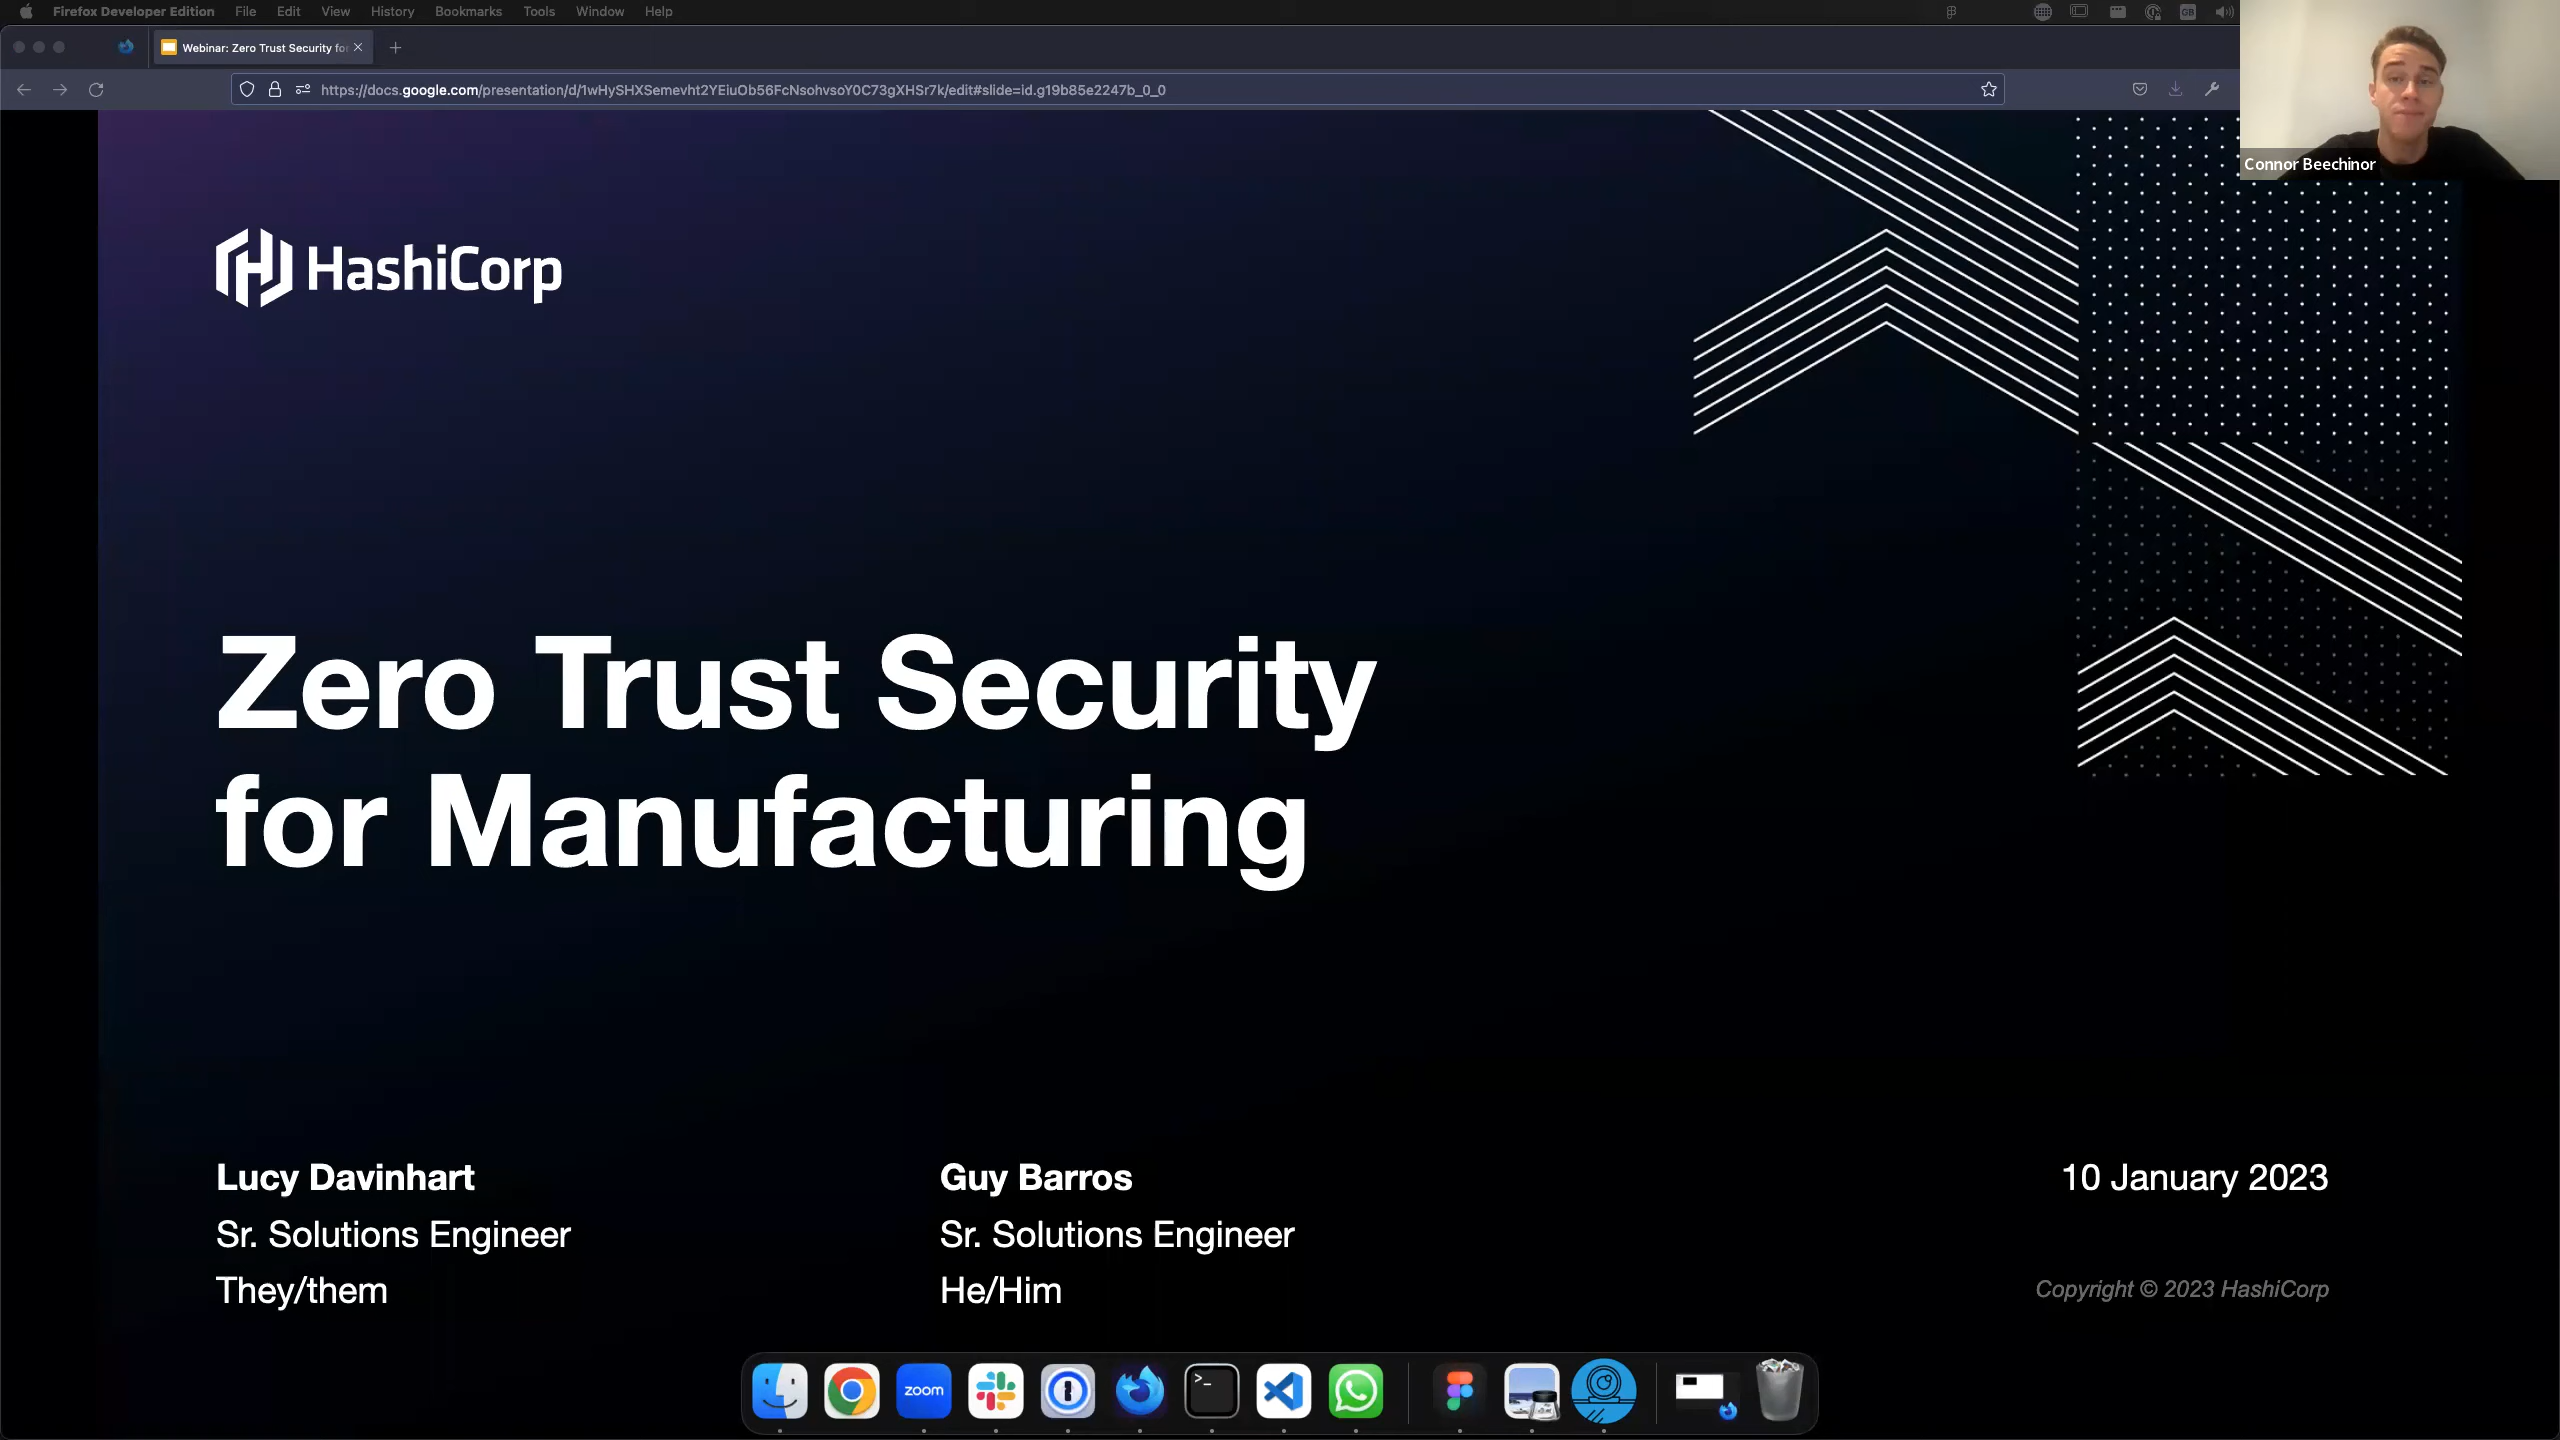 Firefox Developer Edition File Edit View History Bookmarks Tools Window Help
GB
Webinar: Zero Trust Security for
https://docs.google.com/presentation/d/1wHySHXSemevht2YEiuOb56FcNsohvsoY0C73gXHSr7k/edit#slide=id.g19b85e2247b_0_0
Connor Beechinor
HashiCorp
Zero Trust Security
for Manufacturing
Lucy Davinhart
Sr. Solutions Engineer
They/them
Guy Barros
Sr. Solutions Engineer
He/Him
10 January 2023
Copyright © 2023 HashiCorp
zoom